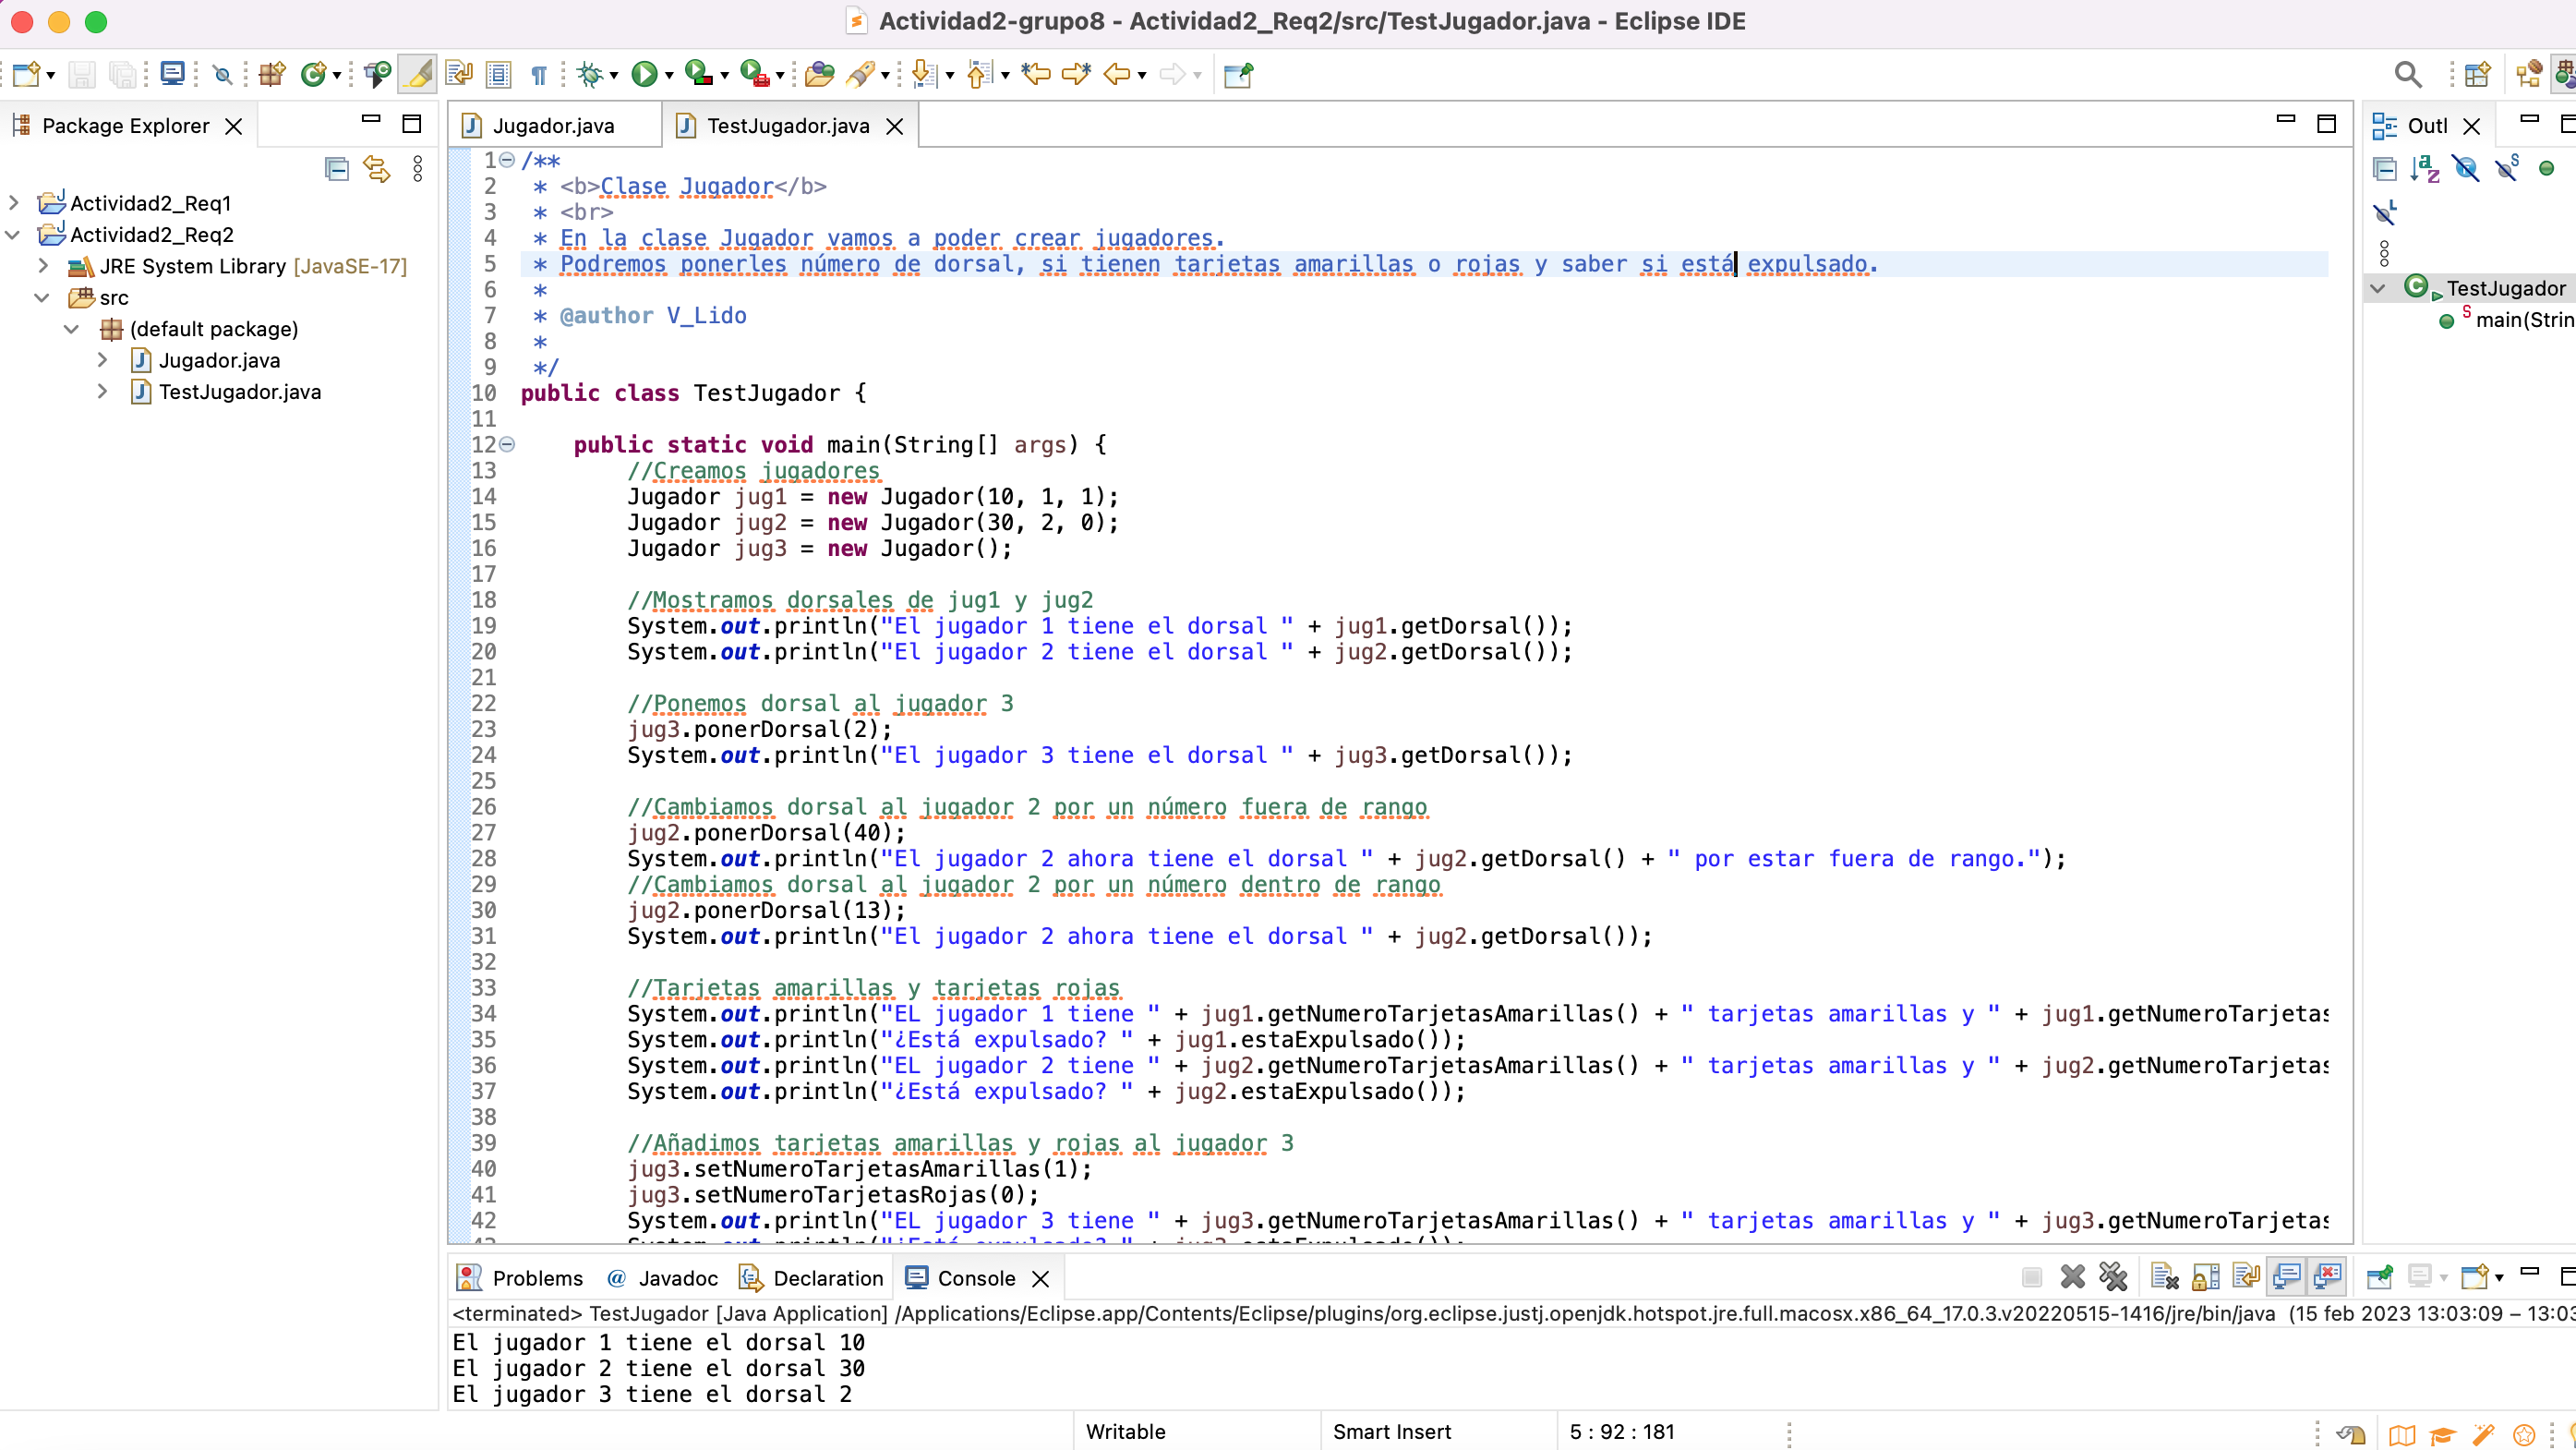 Actividad2-grupo8 - Actividad2_Req2/src/TestJugador.java - Eclipse IDE
Package Explorer
Jugador.java
TestJugador.java
Outl
Actividad2_Req1
Actividad2_Req2
JRE System Library [JavaSE-17]
src
(default package)
Jugador.java
TestJugador.java
1 /**
2 * <b>Clase Jugador</b>
3 * <br>
4 * En la clase Jugador vamos a poder crear jugadores.
5 * Podremos ponerles número de dorsal, si tienen tarjetas amarillas o rojas y saber si está expulsado.
6 *
7 * @author V_Lido
8 *
9 */
10 public class TestJugador {
11
12 public static void main(String[] args) {
13 //Creamos jugadores
14 Jugador jug1 = new Jugador(10, 1, 1);
15 Jugador jug2 = new Jugador(30, 2, 0);
16 Jugador jug3 = new Jugador();
17
18 //Mostramos dorsales de jug1 y jug2
19 System.out.println("El jugador 1 tiene el dorsal " + jug1.getDorsal());
20 System.out.println("El jugador 2 tiene el dorsal " + jug2.getDorsal());
21
22 //Ponemos dorsal al jugador 3
23 jug3.ponerDorsal(2);
24 System.out.println("El jugador 3 tiene el dorsal " + jug3.getDorsal());
25
26 //Cambiamos dorsal al jugador 2 por un número fuera de rango
27 jug2.ponerDorsal(40);
28 System.out.println("El jugador 2 ahora tiene el dorsal " + jug2.getDorsal() + " por estar fuera de rango.");
29 //Cambiamos dorsal al jugador 2 por un número dentro de rango
30 jug2.ponerDorsal(13);
31 System.out.println("El jugador 2 ahora tiene el dorsal " + jug2.getDorsal());
32
33 //Tarjetas amarillas y tarjetas rojas
34 System.out.println("EL jugador 1 tiene " + jug1.getNumeroTarjetasAmarillas() + " tarjetas amarillas y " + jug1.getNumeroTarjetas
35 System.out.println("¿Está expulsado? " + jug1.estaExpulsado());
36 System.out.println("EL jugador 2 tiene " + jug2.getNumeroTarjetasAmarillas() + " tarjetas amarillas y " + jug2.getNumeroTarjetas
37 System.out.println("¿Está expulsado? " + jug2.estaExpulsado());
38
39 //Añadimos tarjetas amarillas y rojas al jugador 3
40 jug3.setNumeroTarjetasAmarillas(1);
41 jug3.setNumeroTarjetasRojas(0);
42 System.out.println("EL jugador 3 tiene " + jug3.getNumeroTarjetasAmarillas() + " tarjetas amarillas y " + jug3.getNumeroTarjetas
TestJugador
main(Strin
Problems
Javadoc
Declaration
Console
<terminated> TestJugador [Java Application] /Applications/Eclipse.app/Contents/Eclipse/plugins/org.eclipse.justj.openjdk.hotspot.jre.full.macosx.x86_64_17.0.3.v20220515-1416/jre/bin/java (15 feb 2023 13:03:09 – 13:03
El jugador 1 tiene el dorsal 10
El jugador 2 tiene el dorsal 30
El jugador 3 tiene el dorsal 2
Writable
Smart Insert
5 : 92 : 181